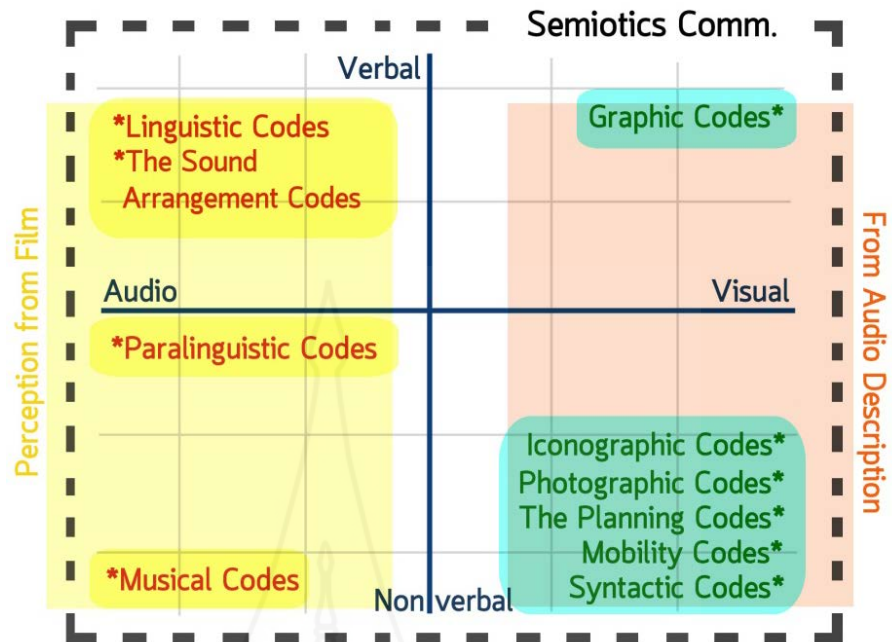 Semiotics Comm.
Verbal
*Linguistic Codes
*The Sound
Arrangement Codes
Graphic Codes*
Perception from Film
From Audio Description
Audio
Visual
*Paralinguistic Codes
Iconographic Codes*
Photographic Codes*
The Planning Codes*
Mobility Codes*
Syntactic Codes*
*Musical Codes
Non verbal